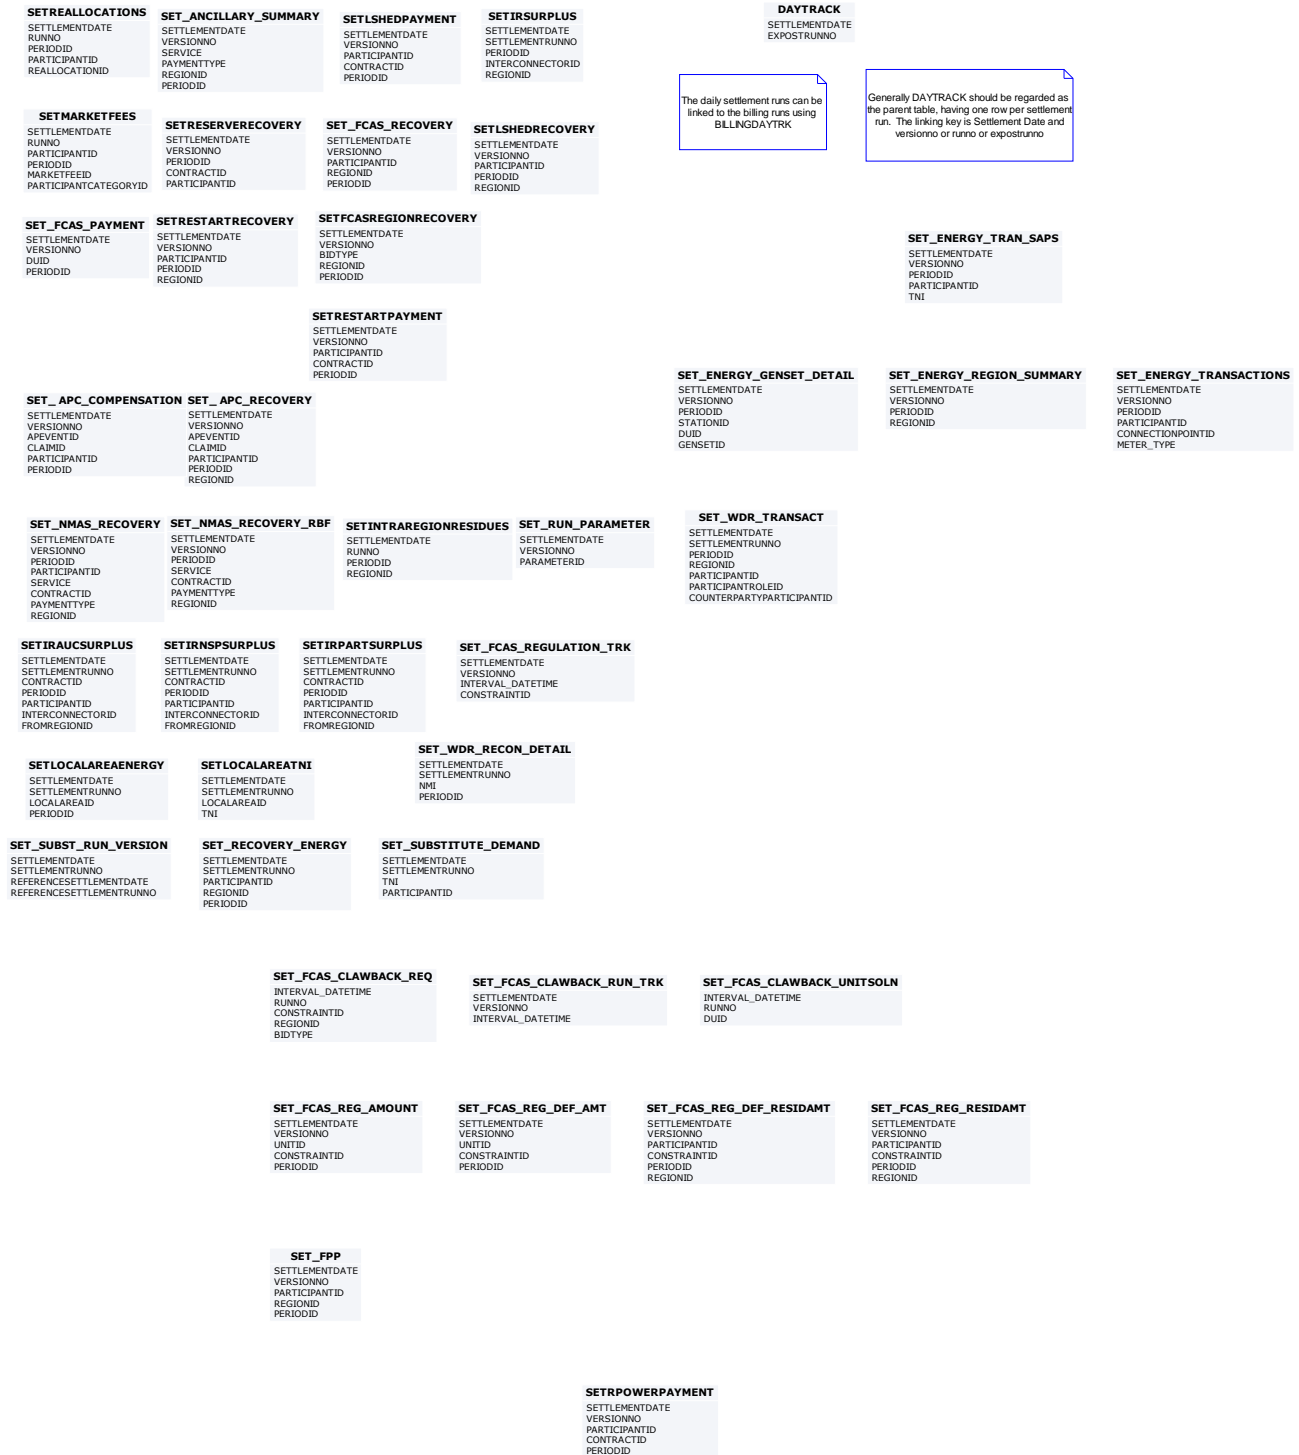 SETREALLOCATIONS
SETTLEMENTDATE
RUNNO
PERIODID
PARTICIPANTID
REALLOCATIONID
SET_ANCILLARY_SUMMARY
SETTLEMENTDATE
VERSIONNO
SERVICE
PAYMENTTYPE
REGIONID
PERIODID
SETLSHEDPAYMENT
SETTLEMENTDATE
VERSIONNO
PARTICIPANTID
CONTRACTID
PERIODID
SETIRSURPLUS
SETTLEMENTDATE
SETTLEMENTRUNNO
PERIODID
INTERCONNECTORID
REGIONID
DAYTRACK
SETTLEMENTDATE
EXPOSTRUNNO
The daily settlement runs can be
linked to the billing runs using
BILLINGDAYTRK
Generally DAYTRACK should be regarded as
the parent table, having one row per settlement
run.  The linking key is Settlement Date and
versionno or runno or expostrunno
SETMARKETFEES
SETTLEMENTDATE
RUNNO
PARTICIPANTID
PERIODID
MARKETFEEID
PARTICIPANTCATEGORYID
SETRESERVERECOVERY
SETTLEMENTDATE
VERSIONNO
PERIODID
CONTRACTID
PARTICIPANTID
SET_FCAS_RECOVERY
SETTLEMENTDATE
VERSIONNO
PARTICIPANTID
REGIONID
PERIODID
SETLSHEDRECOVERY
SETTLEMENTDATE
VERSIONNO
PARTICIPANTID
PERIODID
REGIONID
SET_FCAS_PAYMENT
SETTLEMENTDATE
VERSIONNO
DUID
PERIODID
SETRESTARTRECOVERY
SETTLEMENTDATE
VERSIONNO
PARTICIPANTID
PERIODID
REGIONID
SETFCASREGIONRECOVERY
SETTLEMENTDATE
VERSIONNO
BIDTYPE
REGIONID
PERIODID
SET_ENERGY_TRAN_SAPS
SETTLEMENTDATE
VERSIONNO
PERIODID
PARTICIPANTID
TNI
SETRESTARTPAYMENT
SETTLEMENTDATE
VERSIONNO
PARTICIPANTID
CONTRACTID
PERIODID
SET_ENERGY_GENSET_DETAIL
SETTLEMENTDATE
VERSIONNO
PERIODID
STATIONID
DUID
GENSETID
SET_ENERGY_REGION_SUMMARY
SETTLEMENTDATE
VERSIONNO
PERIODID
REGIONID
SET_ENERGY_TRANSACTIONS
SETTLEMENTDATE
VERSIONNO
PERIODID
PARTICIPANTID
CONNECTIONPOINTID
METER_TYPE
SET_ APC_COMPENSATION
SETTLEMENTDATE
VERSIONNO
APEVENTID
CLAIMID
PARTICIPANTID
PERIODID
SET_ APC_RECOVERY
SETTLEMENTDATE
VERSIONNO
APEVENTID
CLAIMID
PARTICIPANTID
PERIODID
REGIONID
SET_NMAS_RECOVERY
SETTLEMENTDATE
VERSIONNO
PERIODID
PARTICIPANTID
SERVICE
CONTRACTID
PAYMENTTYPE
REGIONID
SET_NMAS_RECOVERY_RBF
SETTLEMENTDATE
VERSIONNO
PERIODID
SERVICE
CONTRACTID
PAYMENTTYPE
REGIONID
SETINTRAREGIONRESIDUES
SETTLEMENTDATE
RUNNO
PERIODID
REGIONID
SET_RUN_PARAMETER
SETTLEMENTDATE
VERSIONNO
PARAMETERID
SET_WDR_TRANSACT
SETTLEMENTDATE
SETTLEMENTRUNNO
PERIODID
REGIONID
PARTICIPANTID
PARTICIPANTROLEID
COUNTERPARTYPARTICIPANTID
SETIRAUCSURPLUS
SETTLEMENTDATE
SETTLEMENTRUNNO
CONTRACTID
PERIODID
PARTICIPANTID
INTERCONNECTORID
FROMREGIONID
SETIRNSPSURPLUS
SETTLEMENTDATE
SETTLEMENTRUNNO
CONTRACTID
PERIODID
PARTICIPANTID
INTERCONNECTORID
FROMREGIONID
SETIRPARTSURPLUS
SETTLEMENTDATE
SETTLEMENTRUNNO
CONTRACTID
PERIODID
PARTICIPANTID
INTERCONNECTORID
FROMREGIONID
SET_FCAS_REGULATION_TRK
SETTLEMENTDATE
VERSIONNO
INTERVAL_DATETIME
CONSTRAINTID
SETLOCALAREAENERGY
SETTLEMENTDATE
SETTLEMENTRUNNO
LOCALAREAID
PERIODID
SETLOCALAREATNI
SETTLEMENTDATE
SETTLEMENTRUNNO
LOCALAREAID
TNI
SET_WDR_RECON_DETAIL
SETTLEMENTDATE
SETTLEMENTRUNNO
NMI
PERIODID
SET_SUBST_RUN_VERSION
SETTLEMENTDATE
SETTLEMENTRUNNO
REFERENCESETTLEMENTDATE
REFERENCESETTLEMENTRUNNO
SET_RECOVERY_ENERGY
SETTLEMENTDATE
SETTLEMENTRUNNO
PARTICIPANTID
REGIONID
PERIODID
SET_SUBSTITUTE_DEMAND
SETTLEMENTDATE
SETTLEMENTRUNNO
TNI
PARTICIPANTID
SET_FCAS_CLAWBACK_REQ
INTERVAL_DATETIME
RUNNO
CONSTRAINTID
REGIONID
BIDTYPE
SET_FCAS_CLAWBACK_RUN_TRK
SETTLEMENTDATE
VERSIONNO
INTERVAL_DATETIME
SET_FCAS_CLAWBACK_UNITSOLN
INTERVAL_DATETIME
RUNNO
DUID
SET_FCAS_REG_AMOUNT
SETTLEMENTDATE
VERSIONNO
UNITID
CONSTRAINTID
PERIODID
SET_FCAS_REG_DEF_AMT
SETTLEMENTDATE
VERSIONNO
UNITID
CONSTRAINTID
PERIODID
SET_FCAS_REG_DEF_RESIDAMT
SETTLEMENTDATE
VERSIONNO
PARTICIPANTID
CONSTRAINTID
PERIODID
REGIONID
SET_FCAS_REG_RESIDAMT
SETTLEMENTDATE
VERSIONNO
PARTICIPANTID
CONSTRAINTID
PERIODID
REGIONID
SET_FPP
SETTLEMENTDATE
VERSIONNO
PARTICIPANTID
REGIONID
PERIODID
SETRPOWERPAYMENT
SETTLEMENTDATE
VERSIONNO
PARTICIPANTID
CONTRACTID
PERIODID